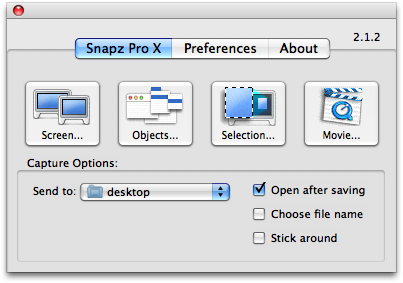 2.1.2
Snapz Pro X Preferences About
Screen... Objects... Selection... Movie...
Capture Options:
Send to: desktop Open after saving
Choose file name
Stick around